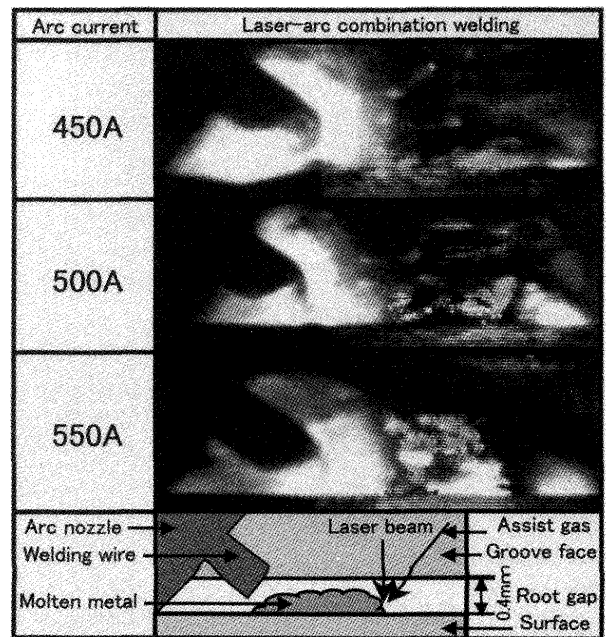 Arc current
Laser-arc combination welding
450A
500A
550A
Arc nozzle
Welding wire
Molten metal
Laser beam
Assist gas
Groove face
0.4mm
Root gap
Surface